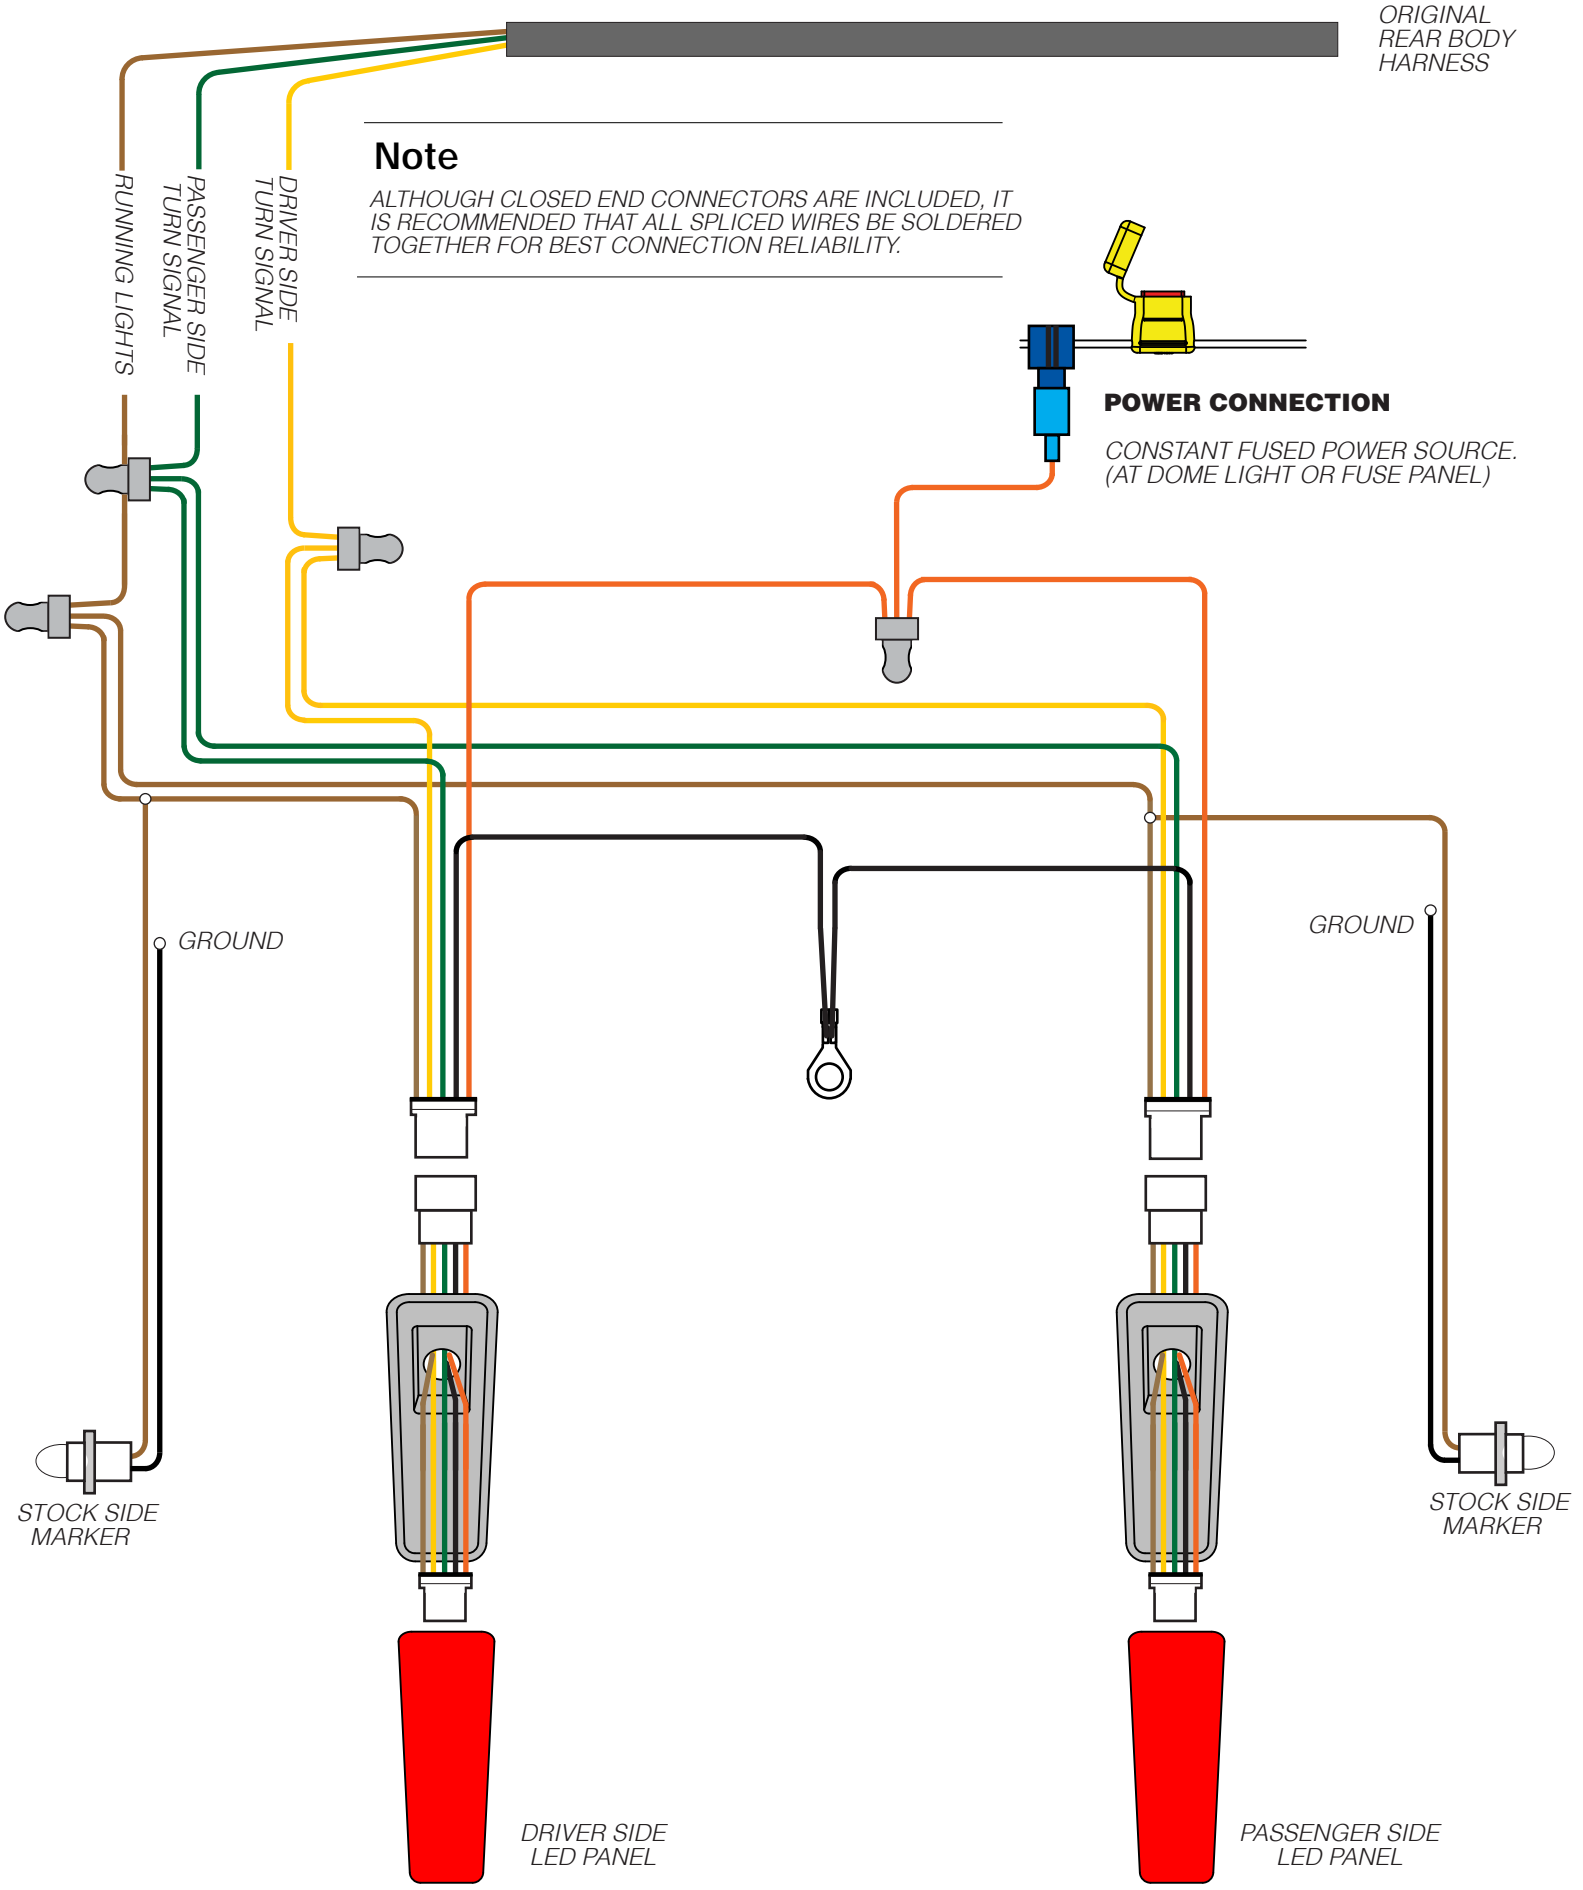 ORIGINAL
REAR BODY
HARNESS
Note
ALTHOUGH CLOSED END CONNECTORS ARE INCLUDED, IT
IS RECOMMENDED THAT ALL SPLICED WIRES BE SOLDERED
TOGETHER FOR BEST CONNECTION RELIABILITY.
RUNNING LIGHTS
PASSENGER SIDE
TURN SIGNAL
DRIVER SIDE
TURN SIGNAL
POWER CONNECTION
CONSTANT FUSED POWER SOURCE.
(AT DOME LIGHT OR FUSE PANEL)
GROUND
GROUND
STOCK SIDE
MARKER
STOCK SIDE
MARKER
DRIVER SIDE
LED PANEL
PASSENGER SIDE
LED PANEL